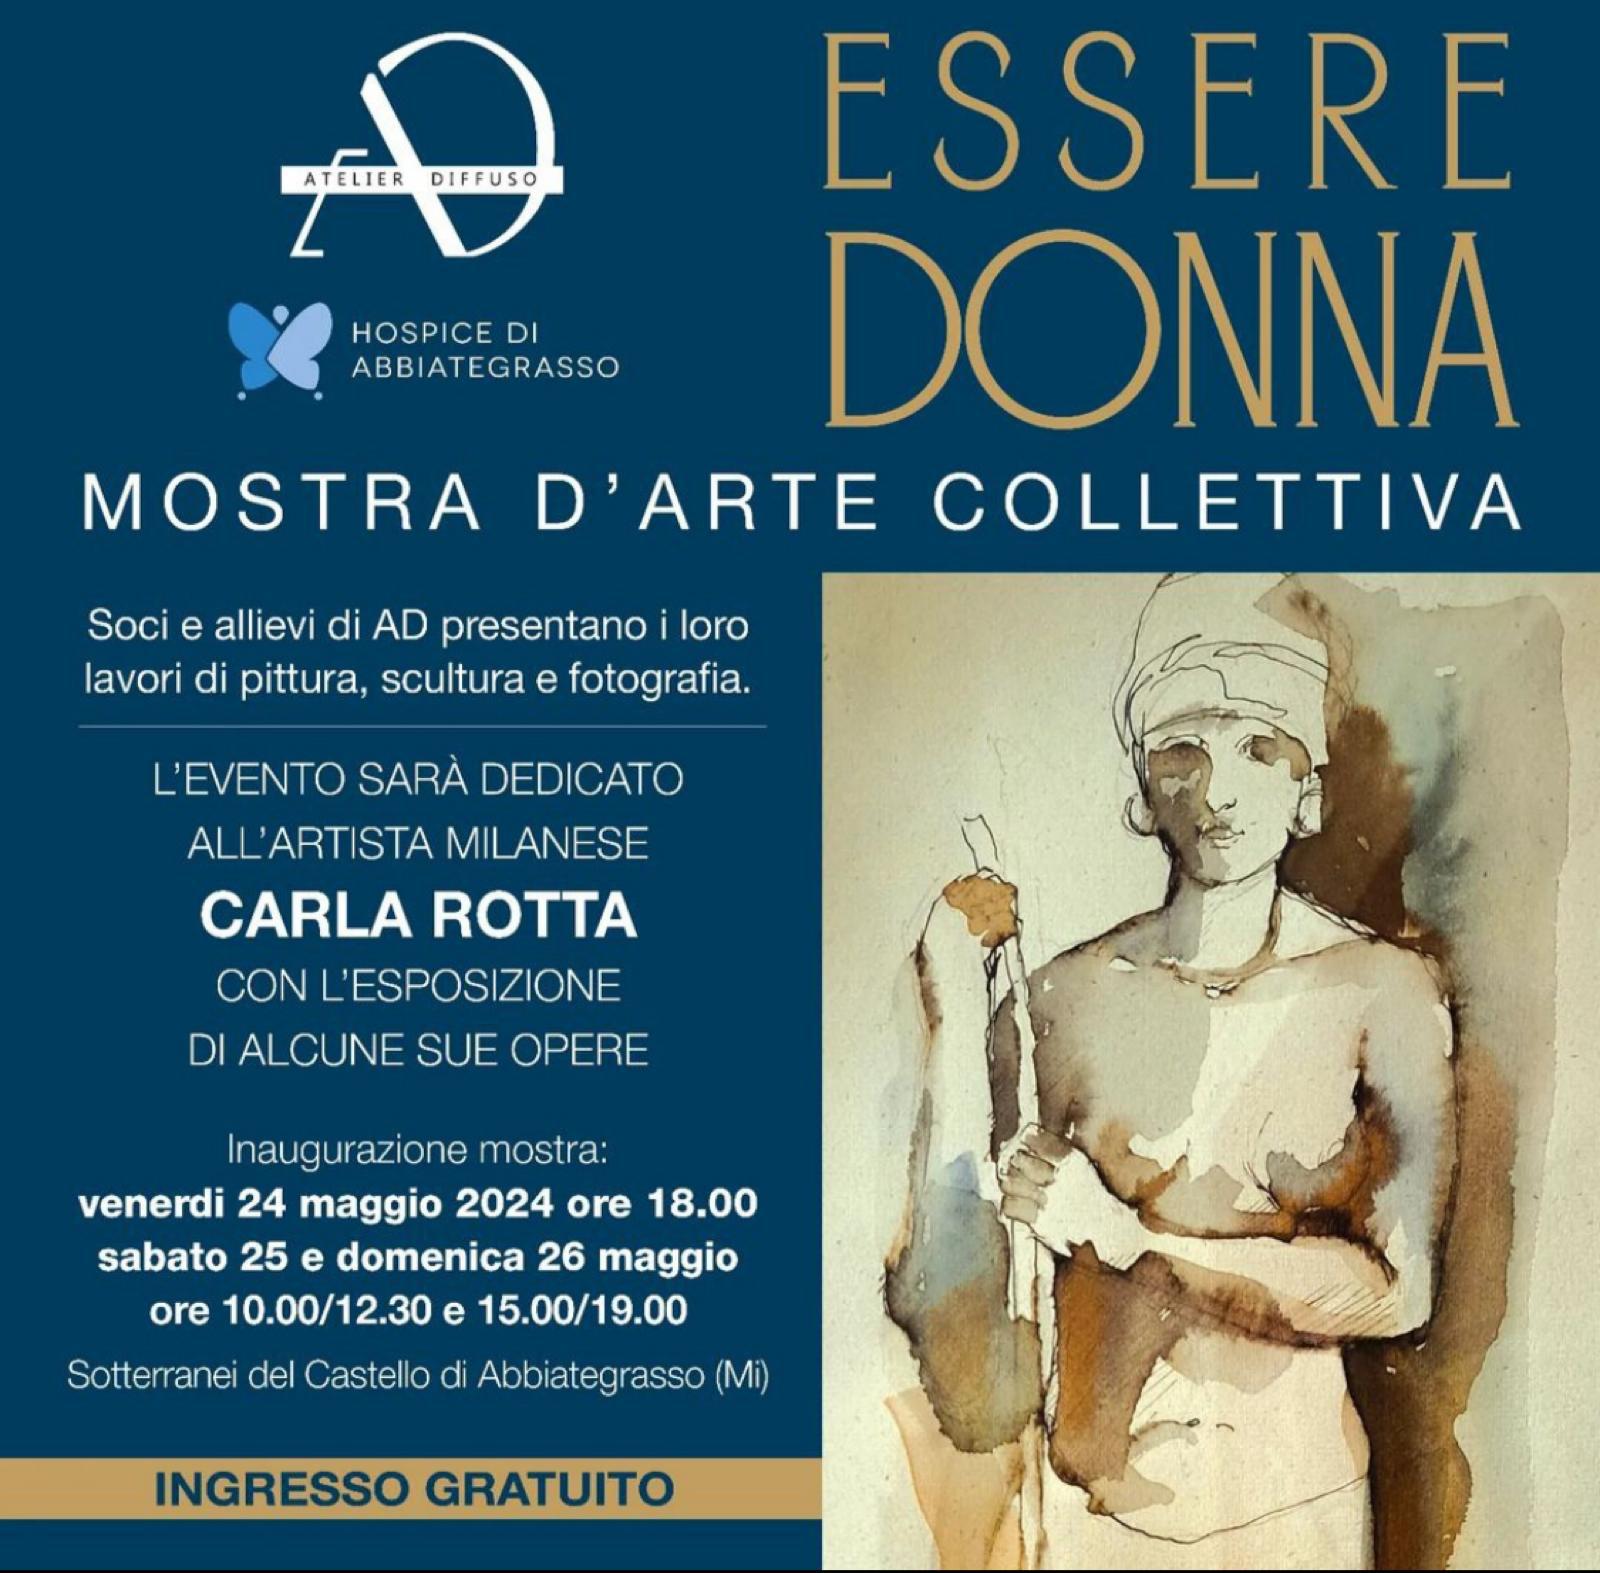 ATELIER DIFFUSO
HOSPICE DI
ABBIATEGRASSO
ESSERE
DONNA
MOSTRA D'ARTE COLLETTIVA
Soci e allievi di AD presentano i loro
lavori di pittura, scultura e fotografia.
L'EVENTO SARÀ DEDICATO
ALL'ARTISTA MILANESE
CARLA ROTTA
CON L'ESPOSIZIONE
DI ALCUNE SUE OPERE
Inaugurazione mostra:
venerdi 24 maggio 2024 ore 18.00
sabato 25 e domenica 26 maggio
ore 10.00/12.30 e 15.00/19.00
Sotterranei del Castello di Abbiategrasso (Mi)
INGRESSO GRATUITO